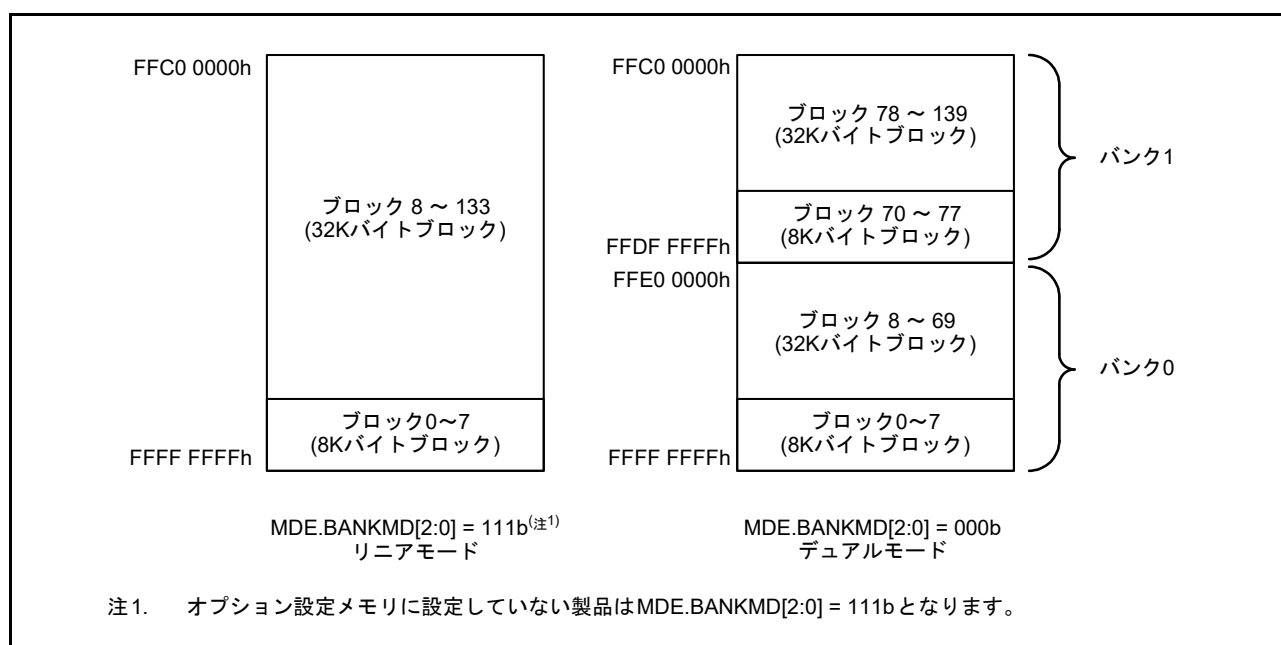 FFC0 0000h
ブロック 8 ～ 133
(32Kバイトブロック)
ブロック0～7
(8Kバイトブロック)
FFFF FFFFh
MDE.BANKMD[2:0] = 111b(注1)
リニアモード
FFC0 0000h
ブロック 78 ～ 139
(32Kバイトブロック)
ブロック 70 ～ 77
(8Kバイトブロック)
FFDF FFFFh
バンク1
FFE0 0000h
ブロック 8 ～ 69
(32Kバイトブロック)
ブロック0～7
(8Kバイトブロック)
FFFF FFFFh
バンク0
MDE.BANKMD[2:0] = 000b
デュアルモード
注1. オプション設定メモリに設定していない製品はMDE.BANKMD[2:0] = 111bとなります。